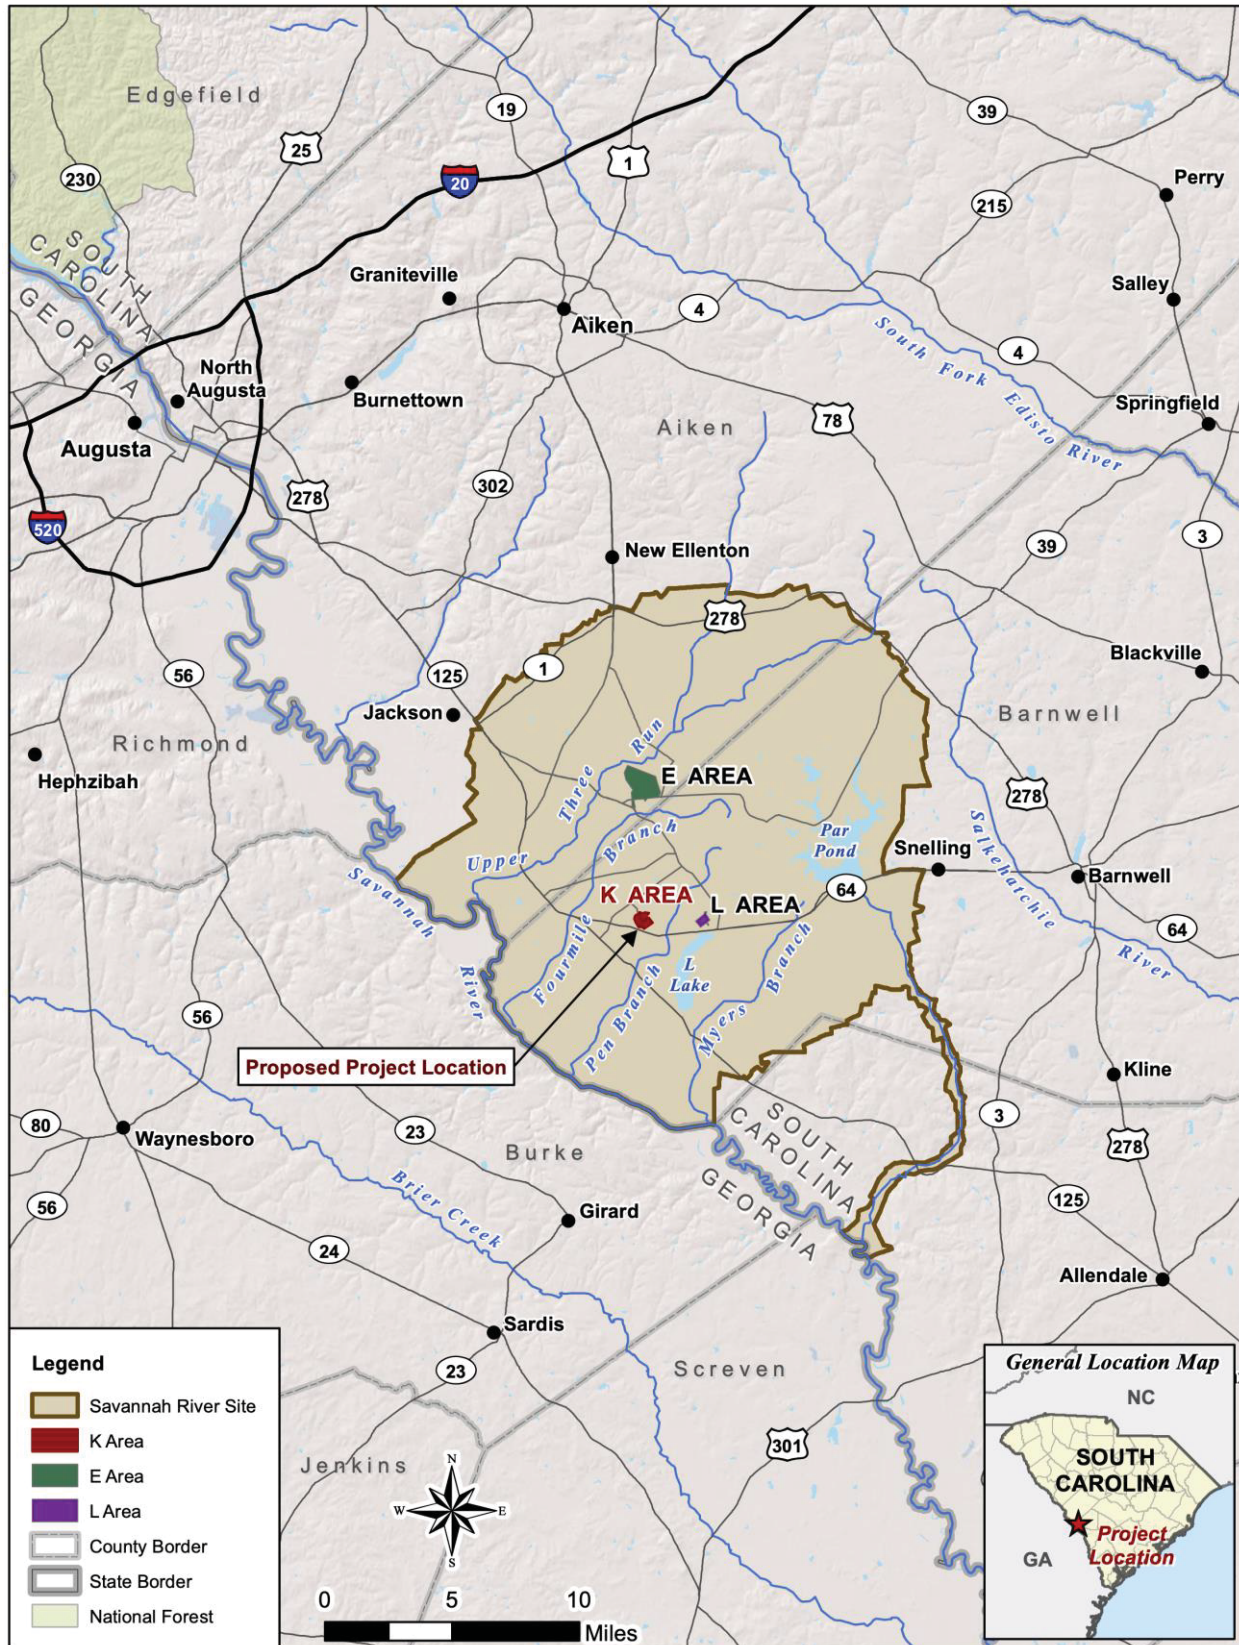 Edgefield
19
39
25
1
230
20
Perry
215
SOUTH
CAROLINA
GEORGIA
Graniteville
Salley
4
Aiken
South Fork Edisto River
4
North
Augusta
Burnettown
Springfield
Augusta
Aiken
78
302
278
520
3
39
New Ellenton
278
Blackville
56
125
1
Jackson
Barnwell
Richmond
Hephzibah
Upper Three Run
E AREA
278
Salkehatchie River
Fourmile Branch
Par
Pond
Snelling
Barnwell
Savannah River
K AREA
L AREA
64
64
L
Lake
Pen Branch
Myers Branch
56
Proposed Project Location
Kline
80
Waynesboro
23
3
SOUTH
CAROLINA
GEORGIA
278
Burke
56
Brier Creek
Girard
125
24
Allendale
Sardis
23
Screven
301
Jenkins
Legend
Savannah River Site
K Area
E Area
L Area
County Border
State Border
National Forest
N
W
E
S
0
5
10
Miles
General Location Map
NC
SOUTH
CAROLINA
Project
Location
GA